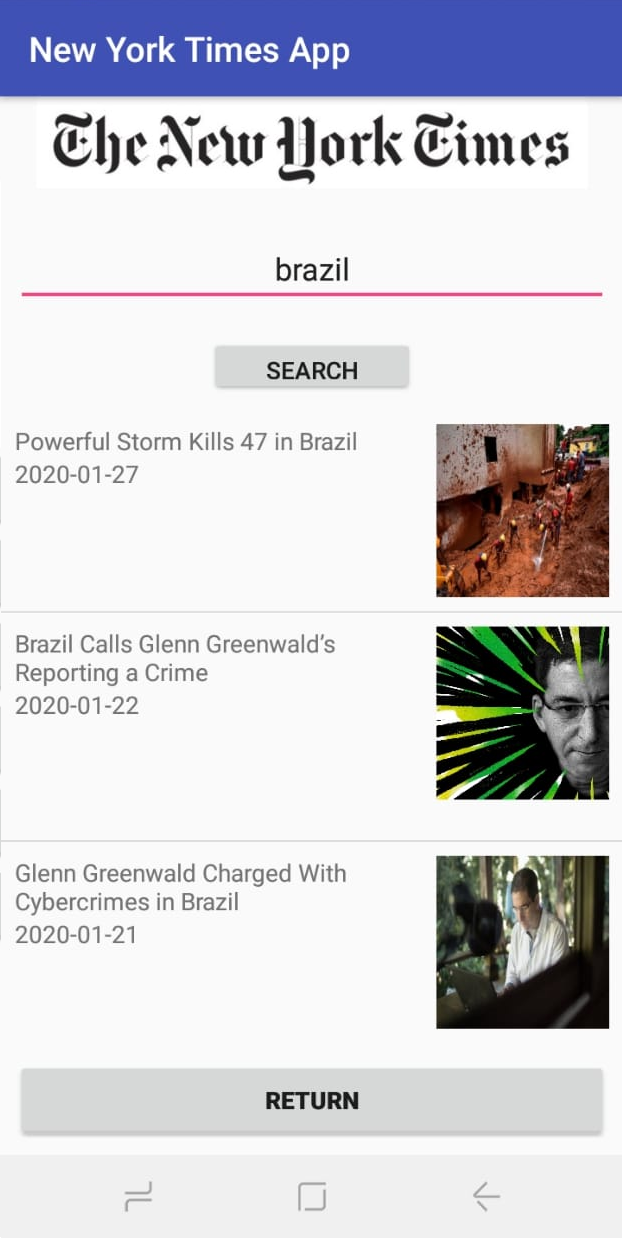 New York Times App
The New York Times
brazil
SEARCH
Powerful Storm Kills 47 in Brazil
2020-01-27
Brazil Calls Glenn Greenwald’s
Reporting a Crime
2020-01-22
Glenn Greenwald Charged With
Cybercrimes in Brazil
2020-01-21
RETURN